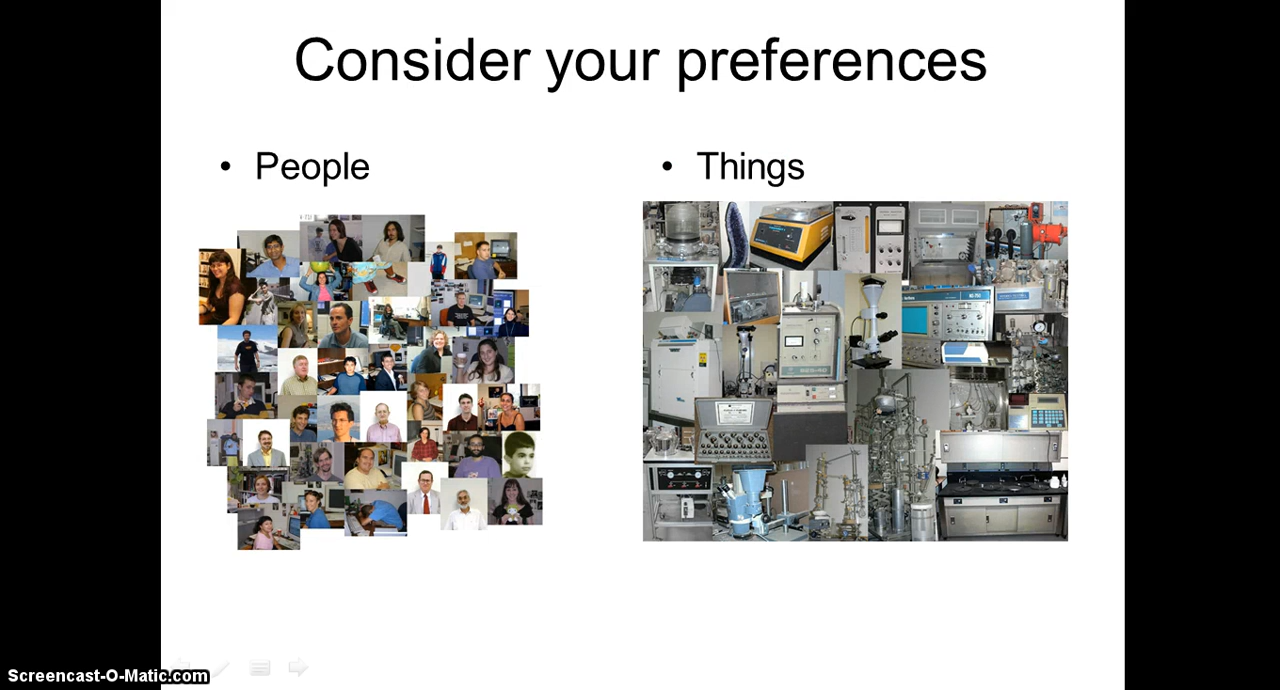 Consider your preferences
• People
• Things
Screencast-O-Matic.com